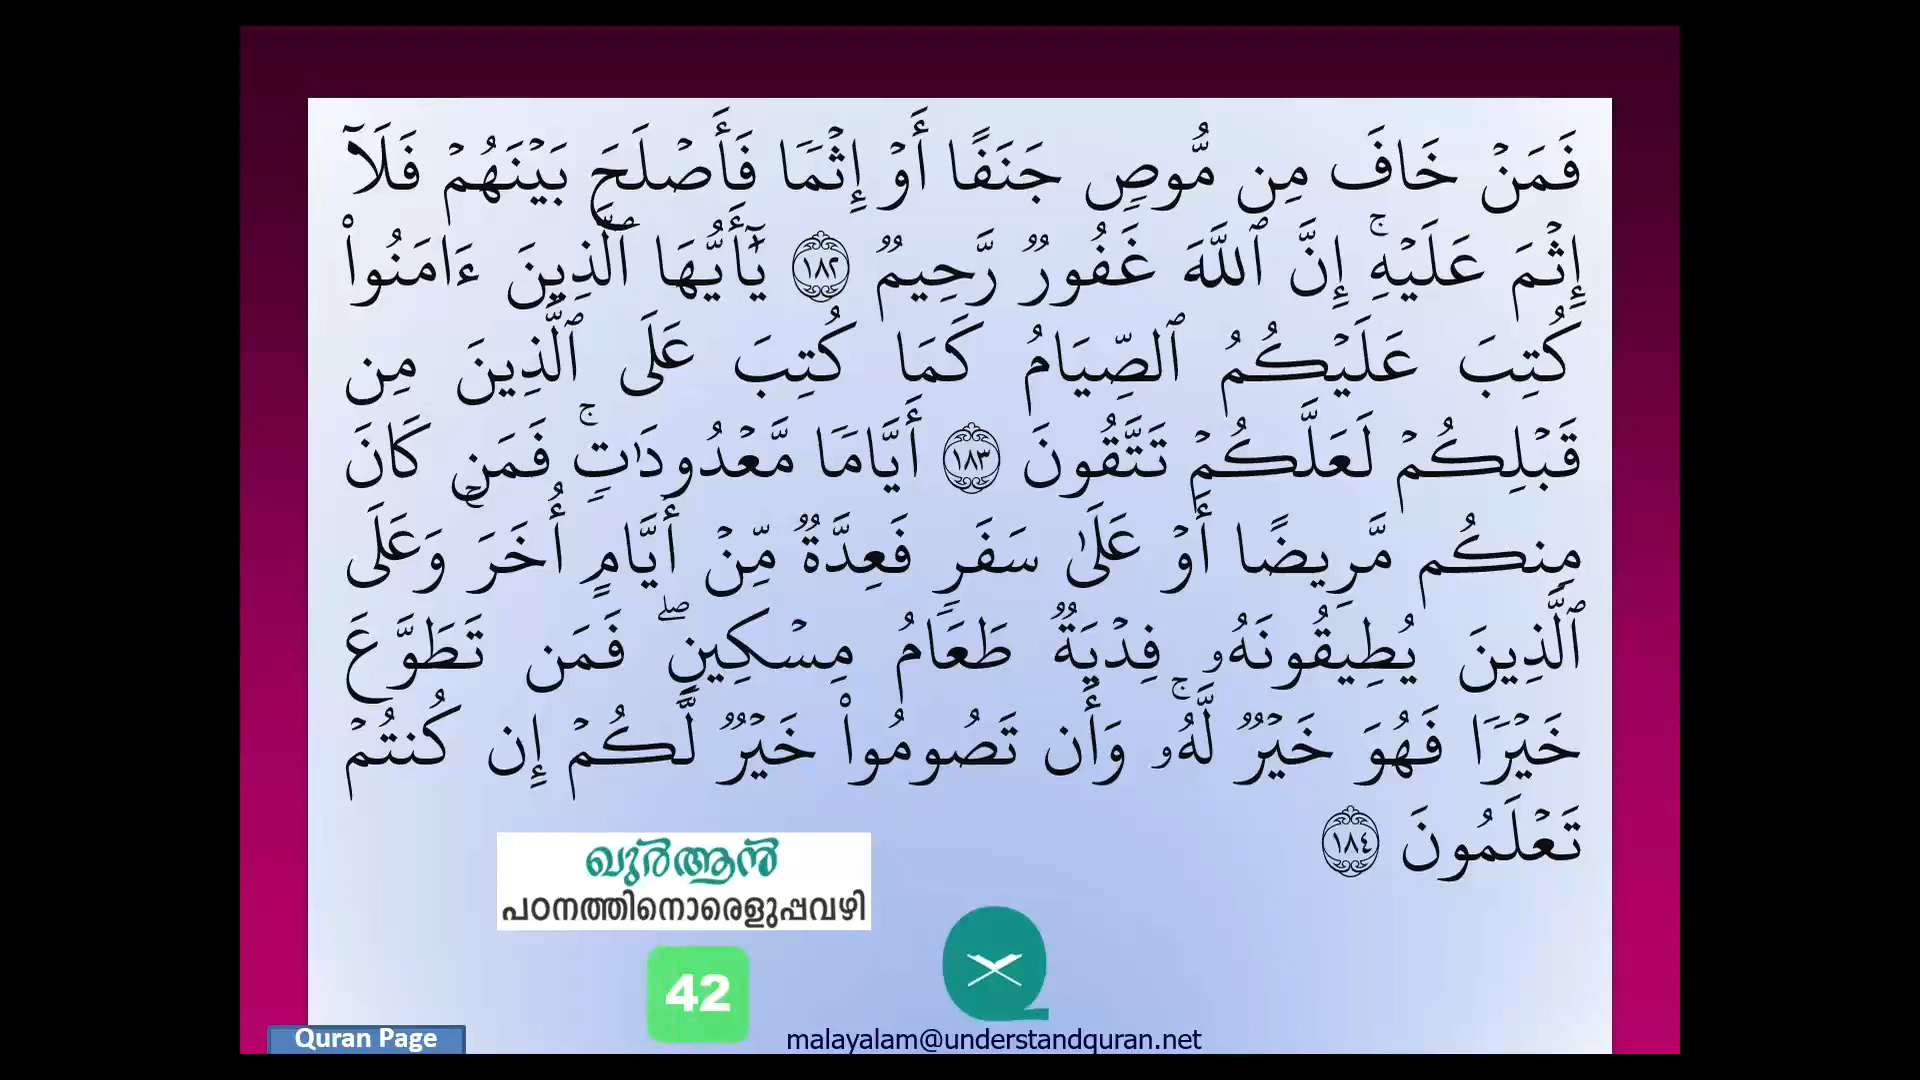 فَمَنۡ خَافَ مِن مُّوصٖ جَنَفًا أَوۡ إِثۡمٗا فَأَصۡلَحَ بَيۡنَهُمۡ فَلَآ
إِثۡمَ عَلَيۡهِۚ إِنَّ ٱللَّهَ غَفُورٞ رَّحِيمٞ ١٨٢ يَٰٓأَيُّهَا ٱلَّذِينَ ءَامَنُواْ
كُتِبَ عَلَيۡكُمُ ٱلصِّيَامُ كَمَا كُتِبَ عَلَى ٱلَّذِينَ مِن
قَبۡلِكُمۡ لَعَلَّكُمۡ تَتَّقُونَ ١٨٣ أَيَّامٗا مَّعۡدُودَٰتٖۚ فَمَن كَانَ
مِنكُم مَّرِيضًا أَوۡ عَلَىٰ سَفَرٖ فَعِدَّةٞ مِّنۡ أَيَّامٍ أُخَرَۚ وَعَلَى
ٱلَّذِينَ يُطِيقُونَهُۥ فِدۡيَةٞ طَعَامُ مِسۡكِينٖۖ فَمَن تَطَوَّعَ
خَيۡرٗا فَهُوَ خَيۡرٞ لَّهُۥۚ وَأَن تَصُومُواْ خَيۡرٞ لَّكُمۡ إِن كُنتُمۡ
تَعۡلَمُونَ ١٨٤
ഖുർആൻ
പഠനത്തിനൊരെളുപ്പവഴി
42
Quran Page
malayalam@understandquran.net